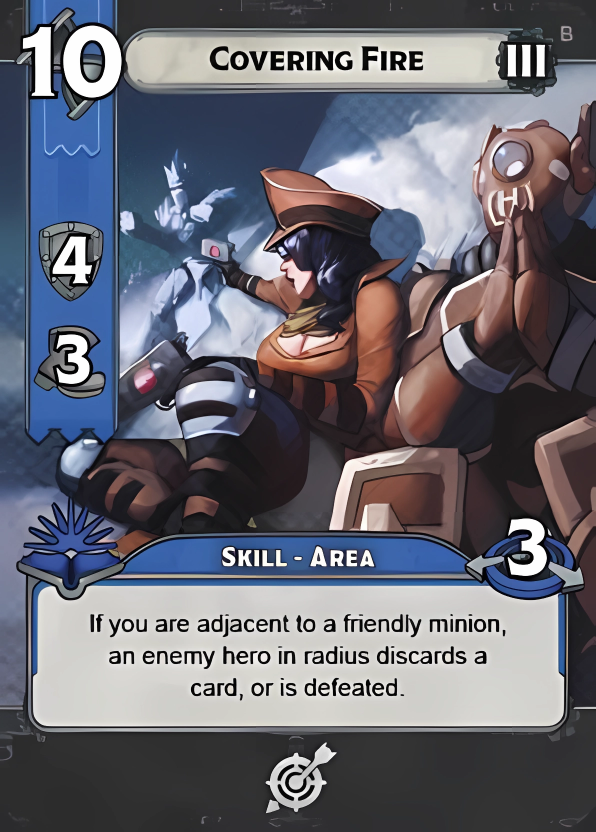 10
COVERING FIRE
III
B
4
3
SKILL - AREA
3
If you are adjacent to a friendly minion,
an enemy hero in radius discards a
card, or is defeated.